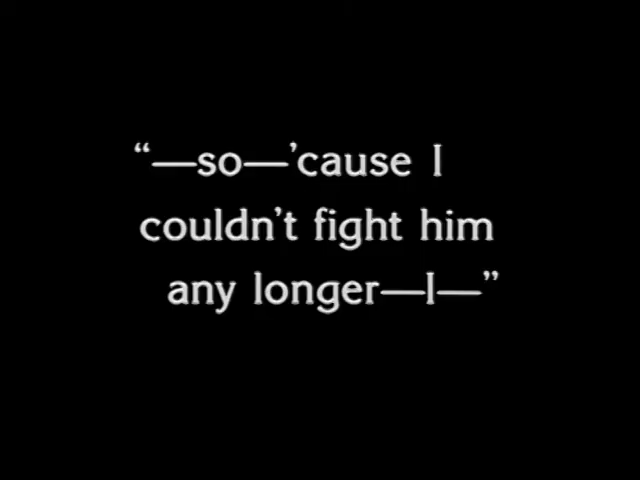 “—so—’cause I
couldn’t fight him
any longer—I—”